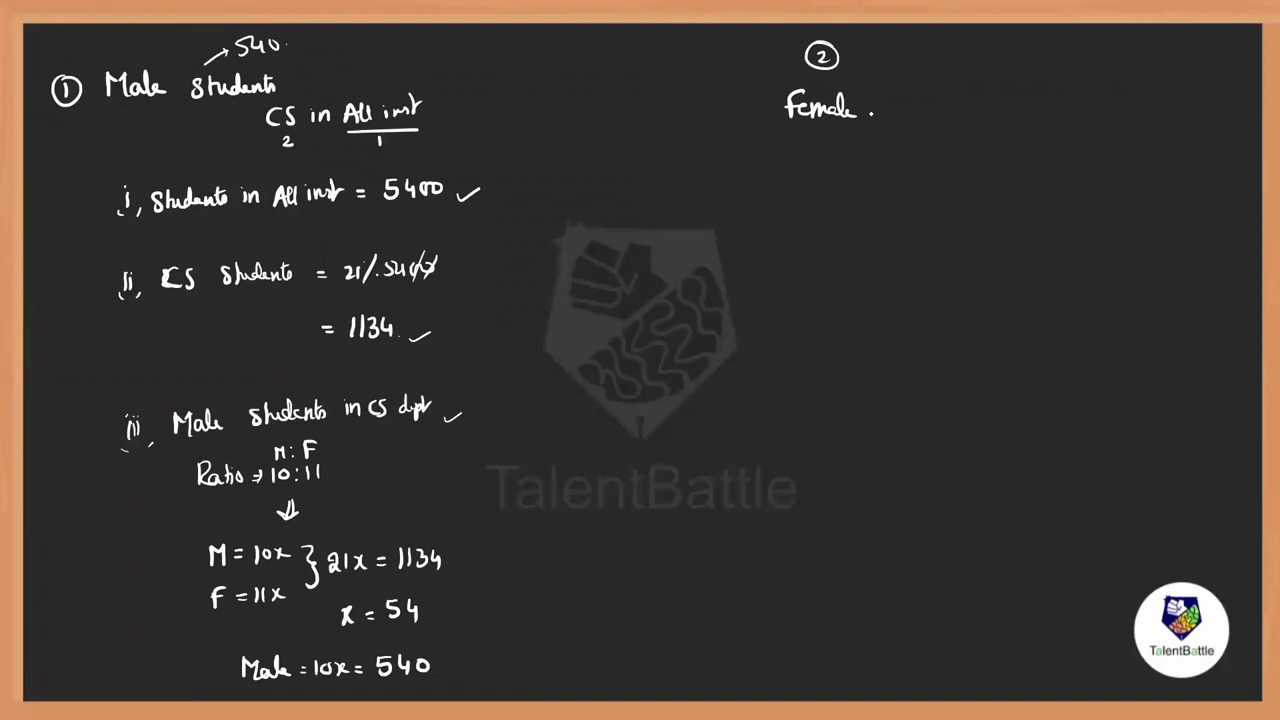 → 540.
① Male Students
CS in All inst
2 1
i, Students in All inst = 5400 ✓
ii, CS Students = 21%.5400
= 1134. ✓
iii, Male Students in CS dept ✓
M : F
Ratio ⇒ 10 : 11
⇓
M = 10x } 21x = 1134
F = 11x
x = 54
Male = 10x = 540
②
Female .
TalentBattle
TalentBattle